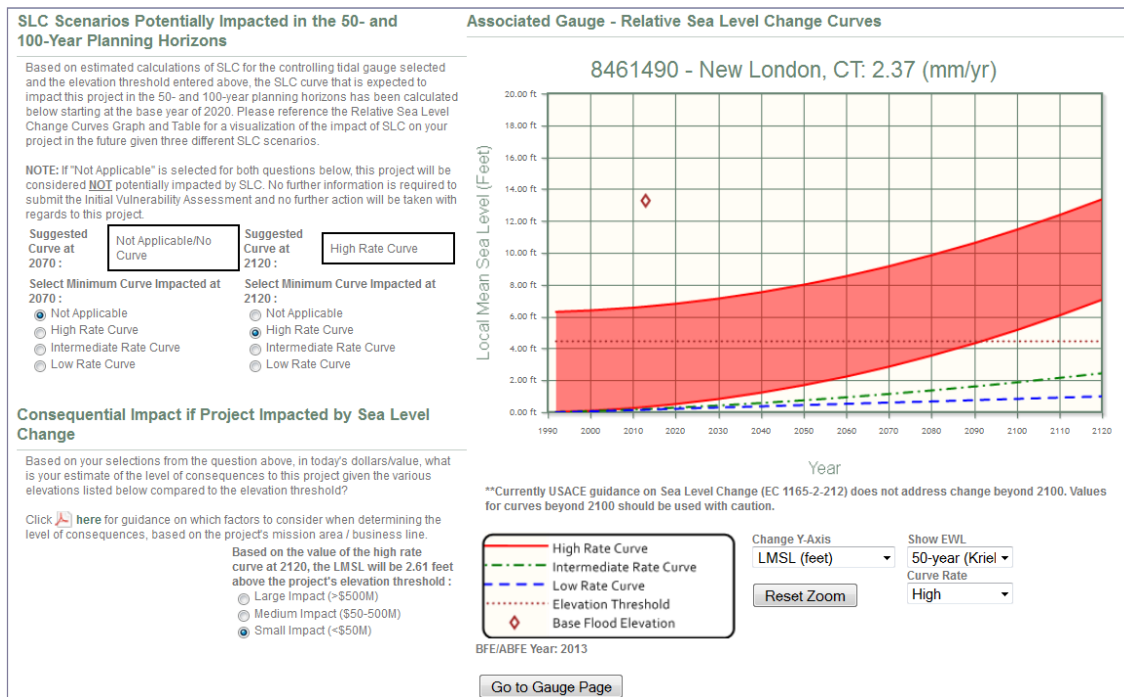 SLC Scenarios Potentially Impacted in the 50- and
100-Year Planning Horizons
Based on estimated calculations of SLC for the controlling tidal gauge selected
and the elevation threshold entered above, the SLC curve that is expected to
impact this project in the 50- and 100-year planning horizons has been calculated
below starting at the base year of 2020. Please reference the Relative Sea Level
Change Curves Graph and Table for a visualization of the impact of SLC on your
project in the future given three different SLC scenarios.
NOTE: If "Not Applicable" is selected for both questions below, this project will be
considered NOT potentially impacted by SLC. No further information is required to
submit the Initial Vulnerability Assessment and no further action will be taken with
regards to this project.
Suggested
Curve at
2070 :
Not Applicable/No
Curve
Suggested
Curve at
2120 :
High Rate Curve
Select Minimum Curve Impacted at
2070 :
Not Applicable
High Rate Curve
Intermediate Rate Curve
Low Rate Curve
Select Minimum Curve Impacted at
2120 :
Not Applicable
High Rate Curve
Intermediate Rate Curve
Low Rate Curve
Consequential Impact if Project Impacted by Sea Level
Change
Based on your selections from the question above, in today's dollars/value, what
is your estimate of the level of consequences to this project given the various
elevations listed below compared to the elevation threshold?
Click here for guidance on which factors to consider when determining the
level of consequences, based on the project's mission area / business line.
Based on the value of the high rate
curve at 2120, the LMSL will be 2.61 feet
above the project's elevation threshold :
Large Impact (>$500M)
Medium Impact ($50-500M)
Small Impact (<$50M)
Associated Gauge - Relative Sea Level Change Curves
8461490 - New London, CT: 2.37 (mm/yr)
Local Mean Sea Level (Feet)
20.00 ft
18.00 ft
16.00 ft
14.00 ft
12.00 ft
10.00 ft
8.00 ft
6.00 ft
4.00 ft
2.00 ft
0.00 ft
1990 2000 2010 2020 2030 2040 2050 2060 2070 2080 2090 2100 2110 2120
Year
**Currently USACE guidance on Sea Level Change (EC 1165-2-212) does not address change beyond 2100. Values
for curves beyond 2100 should be used with caution.
High Rate Curve
Intermediate Rate Curve
Low Rate Curve
Elevation Threshold
Base Flood Elevation
Change Y-Axis
LMSL (feet)
Reset Zoom
Show EWL
50-year (Kriel
Curve Rate
High
BFE/ABFE Year: 2013
Go to Gauge Page